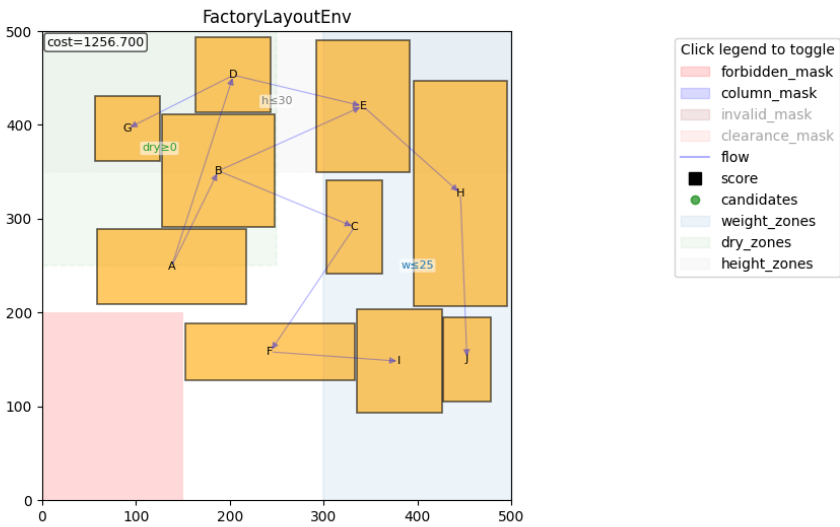 FactoryLayoutEnv
cost=1256.700
500
400
300
200
100
0
0
100
200
300
400
500
D
E
h≤30
G
dry≥0
B
H
C
A
w≤25
F
I
J
Click legend to toggle
forbidden_mask
column_mask
invalid_mask
clearance_mask
flow
score
candidates
weight_zones
dry_zones
height_zones